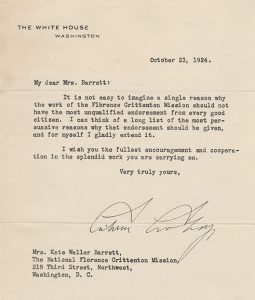 THE WHITE HOUSE
WASHINGTON
October 23, 1924.
My dear Mrs. Barrett:
It is not easy to imagine a single reason why
the work of the Florence Crittenton Mission should not
have the most unqualified endorsement from every good
citizen. I can think of a long list of the most per-
suasive reasons why that endorsement should be given,
and for myself I gladly extend it.
I wish you the fullest encouragement and coopera-
tion in the splendid work you are carrying on.
Very truly yours,
Mrs. Kate Waller Barrett,
The National Florence Crittenton Mission,
218 Third Street, Northwest,
Washington, D. C.